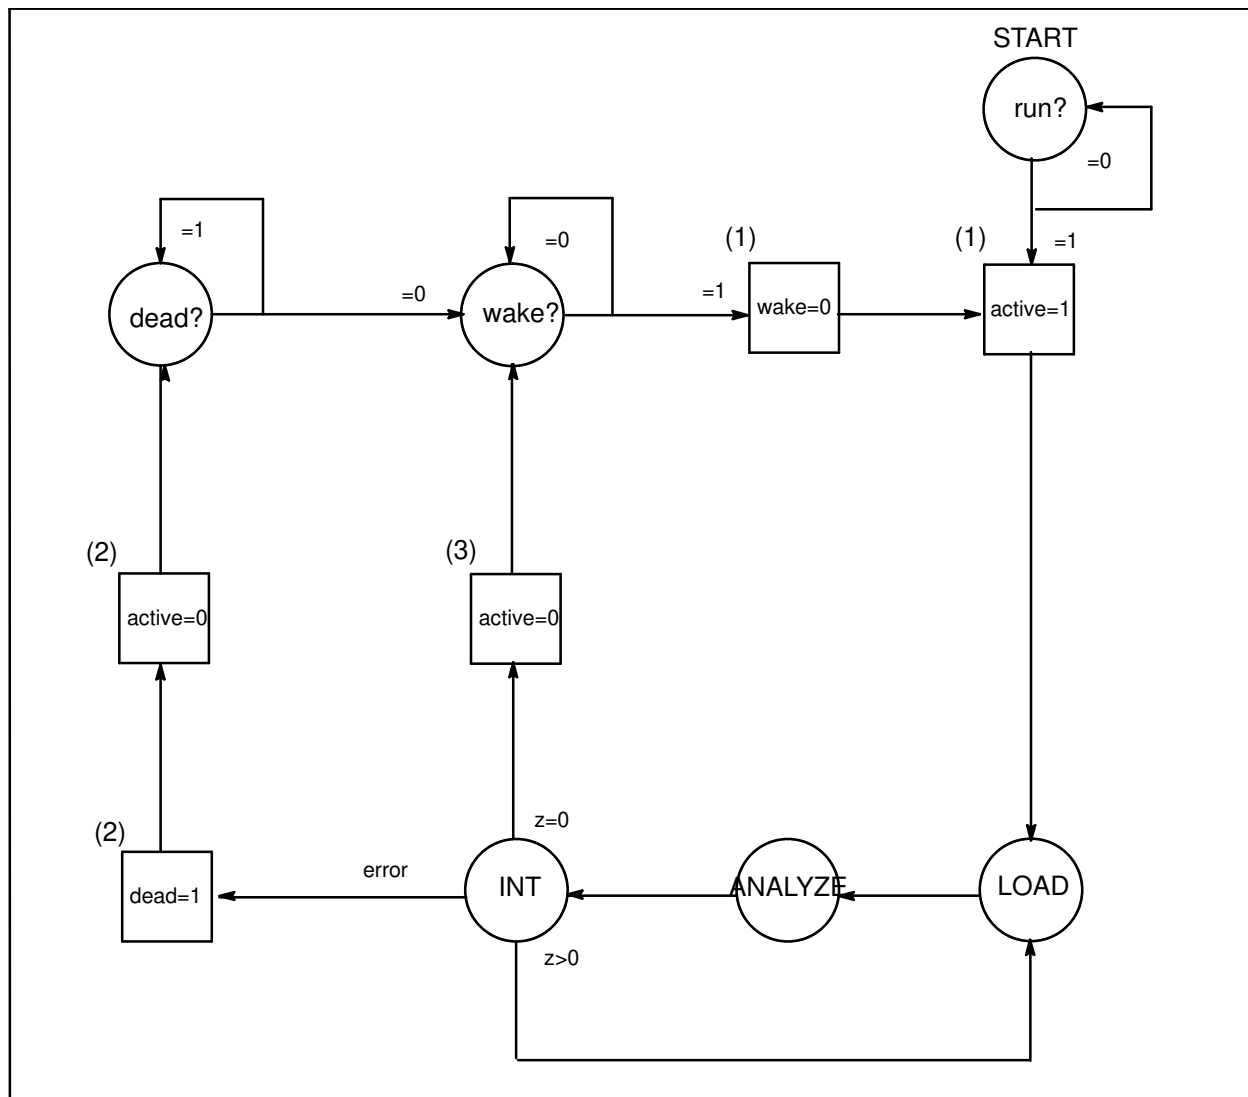 START
run?
=0
=1
=0
(1)
(1)
=1
=0
=1
dead?
wake?
wake=0
active=1
(2)
(3)
active=0
active=0
(2)
z=0
error
INT
ANALYZE
LOAD
dead=1
z>0